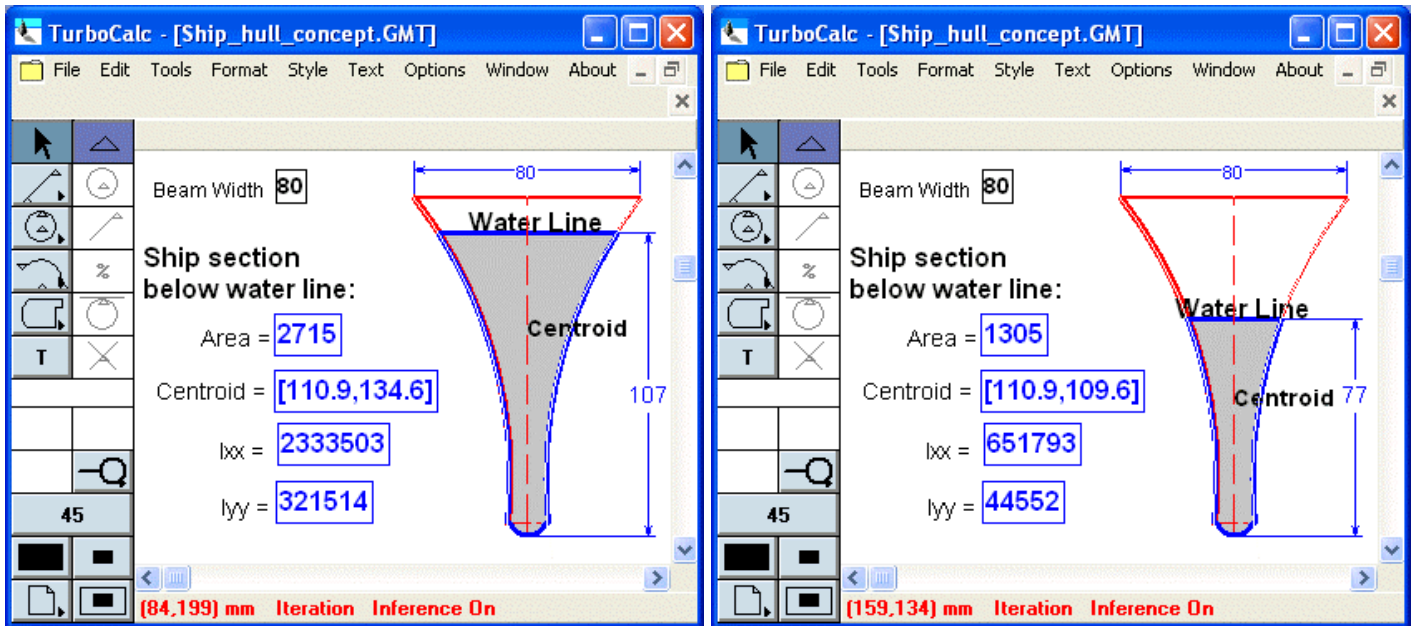 TurboCalc - [Ship_hull_concept.GMT]
File Edit Tools Format Style Text Options Window About
80
Beam Width 80
Water Line
Ship section
below water line:
Area = 2715
Centroid
Centroid = [110.9,134.6]
107
Ixx = 2333503
Iyy = 321514
%
T
45
(84,199) mm Iteration Inference On
TurboCalc - [Ship_hull_concept.GMT]
File Edit Tools Format Style Text Options Window About
80
Beam Width 80
Ship section
below water line:
Water Line
Area = 1305
Centroid = [110.9,109.6]
Centroid
77
Ixx = 651793
Iyy = 44552
%
T
45
(159,134) mm Iteration Inference On